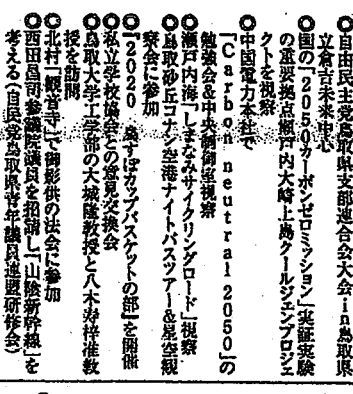 ◎自由民主党鳥取県支部連合会大会in鳥取県
立倉吉未来中心
◎国の「2050カーボンゼロミッション」実証実験
の重要拠点瀬戸内大崎上島クールジェンプロジェ
クトを視察
◎中国電力本社で
「Carbon neutral 2050」の
勉強会&中央制御室視察
◎瀬戸内海「しまなみサイクリングロード」視察
◎鳥取砂丘コナン空港ナイトバスツアー&星空観
察会に参加
◎「2020 鳥すぽカップバスケットの部」を開催
◎私立学校協会との意見交換会
◎鳥取大学工学部の大城隆教授と八木寿梓准教
授を訪問
◎北村「観音寺」で御影供の法会に参加
◎西田昌司参議院議員を招請し「山陰新幹線」を
考える(自民党鳥取県青年議員連盟研修会)